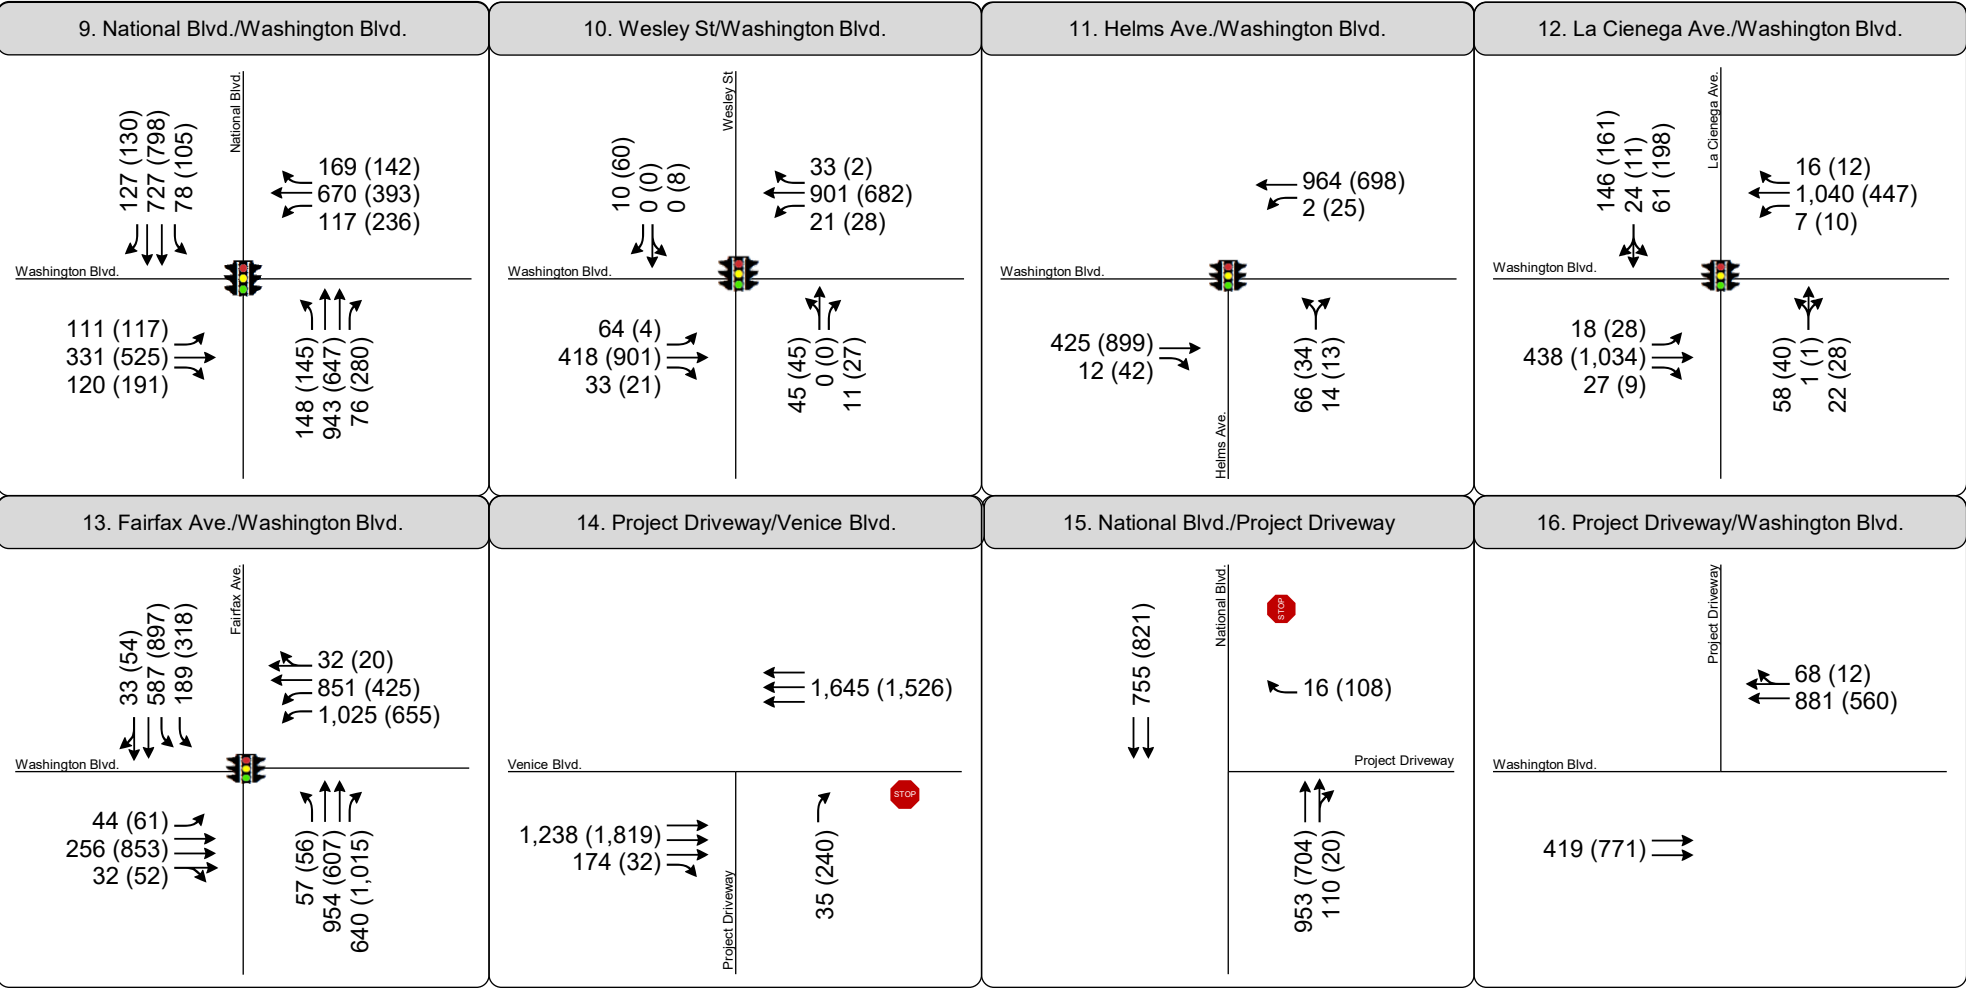 9. National Blvd./Washington Blvd.
National Blvd.
127 (130)
727 (798)
78 (105)
169 (142)
670 (393)
117 (236)
Washington Blvd.
111 (117)
331 (525)
120 (191)
148 (145)
943 (647)
76 (280)
10. Wesley St/Washington Blvd.
Wesley St
10 (60)
0 (0)
0 (8)
33 (2)
901 (682)
21 (28)
Washington Blvd.
64 (4)
418 (901)
33 (21)
45 (45)
0 (0)
11 (27)
11. Helms Ave./Washington Blvd.
964 (698)
2 (25)
Washington Blvd.
425 (899)
12 (42)
66 (34)
14 (13)
Helms Ave.
12. La Cienega Ave./Washington Blvd.
La Cienega Ave.
146 (161)
24 (11)
61 (198)
16 (12)
1,040 (447)
7 (10)
Washington Blvd.
18 (28)
438 (1,034)
27 (9)
58 (40)
1 (1)
22 (28)
13. Fairfax Ave./Washington Blvd.
Fairfax Ave.
33 (54)
587 (897)
189 (318)
32 (20)
851 (425)
1,025 (655)
Washington Blvd.
44 (61)
256 (853)
32 (52)
57 (56)
954 (607)
640 (1,015)
14. Project Driveway/Venice Blvd.
1,645 (1,526)
Venice Blvd.
STOP
1,238 (1,819)
174 (32)
35 (240)
Project Driveway
15. National Blvd./Project Driveway
National Blvd.
STOP
755 (821)
16 (108)
Project Driveway
953 (704)
110 (20)
16. Project Driveway/Washington Blvd.
Project Driveway
68 (12)
881 (560)
Washington Blvd.
419 (771)